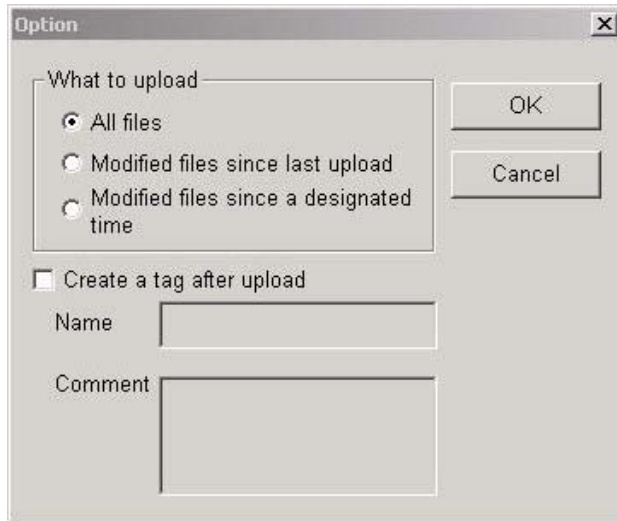 Option
What to upload
All files
Modified files since last upload
Modified files since a designated
time
OK
Cancel
Create a tag after upload
Name
Comment